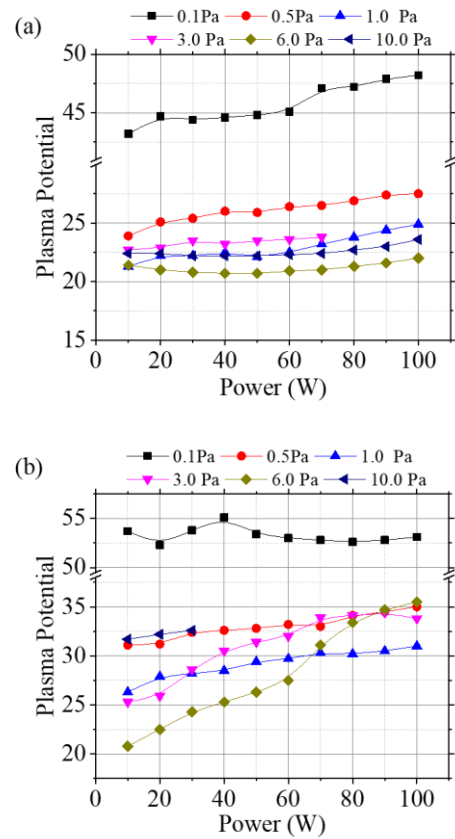 (a)
0.1Pa 0.5Pa 1.0 Pa
3.0 Pa 6.0 Pa 10.0 Pa
Plasma Potential
50
45
25
20
15
0 20 40 60 80 100
Power (W)
(b)
0.1Pa 0.5Pa 1.0 Pa
3.0 Pa 6.0 Pa 10.0 Pa
Plasma Potential
55
50
35
30
25
20
0 20 40 60 80 100
Power (W)